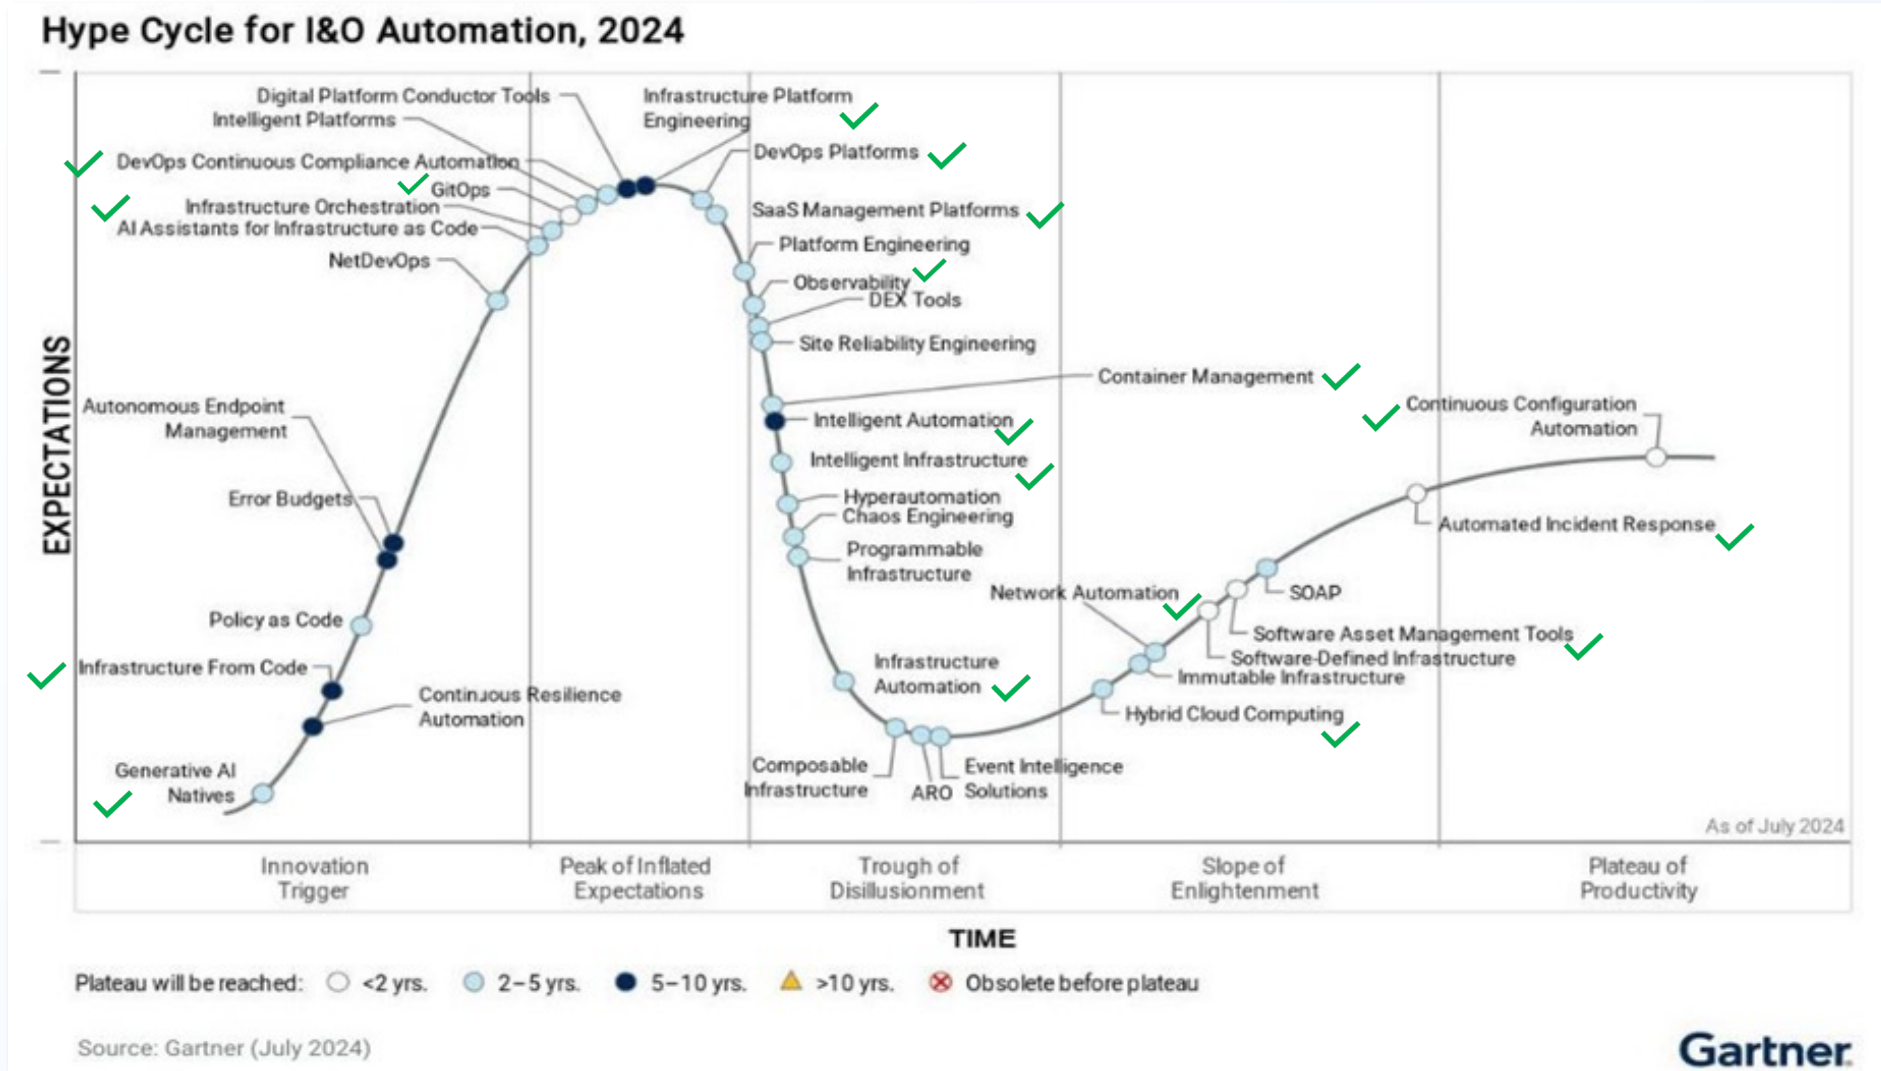 Hype Cycle for I&O Automation, 2024
Digital Platform Conductor Tools
Intelligent Platforms
DevOps Continuous Compliance Automation
GitOps
Infrastructure Orchestration
AI Assistants for Infrastructure as Code
NetDevOps
Autonomous Endpoint
Management
Error Budgets
Policy as Code
Infrastructure From Code
Continuous Resilience
Automation
Generative AI
Natives
Infrastructure Platform
Engineering
DevOps Platforms
SaaS Management Platforms
Platform Engineering
Observability
DEX Tools
Site Reliability Engineering
Container Management
Intelligent Automation
Intelligent Infrastructure
Hyperautomation
Chaos Engineering
Programmable
Infrastructure
Infrastructure
Automation
Composable
Infrastructure
ARO
Event Intelligence
Solutions
Network Automation
Hybrid Cloud Computing
Immutable Infrastructure
Software-Defined Infrastructure
Software Asset Management Tools
SOAP
Automated Incident Response
Continuous Configuration
Automation
EXPECTATIONS
As of July 2024
Innovation
Trigger
Peak of Inflated
Expectations
Trough of
Disillusionment
Slope of
Enlightenment
Plateau of
Productivity
TIME
Plateau will be reached: <2 yrs. 2–5 yrs. 5–10 yrs. >10 yrs. Obsolete before plateau
Source: Gartner (July 2024)
Gartner